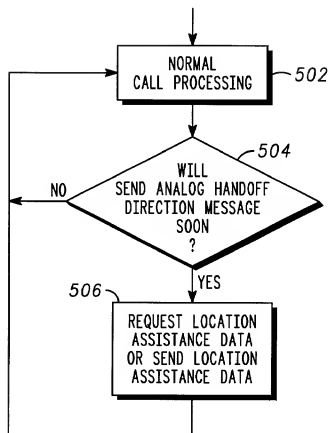 NORMAL
CALL PROCESSING
502
504
WILL
SEND ANALOG HANDOFF
DIRECTION MESSAGE
SOON
?
NO
YES
506
REQUEST LOCATION
ASSISTANCE DATA
OR SEND LOCATION
ASSISTANCE DATA